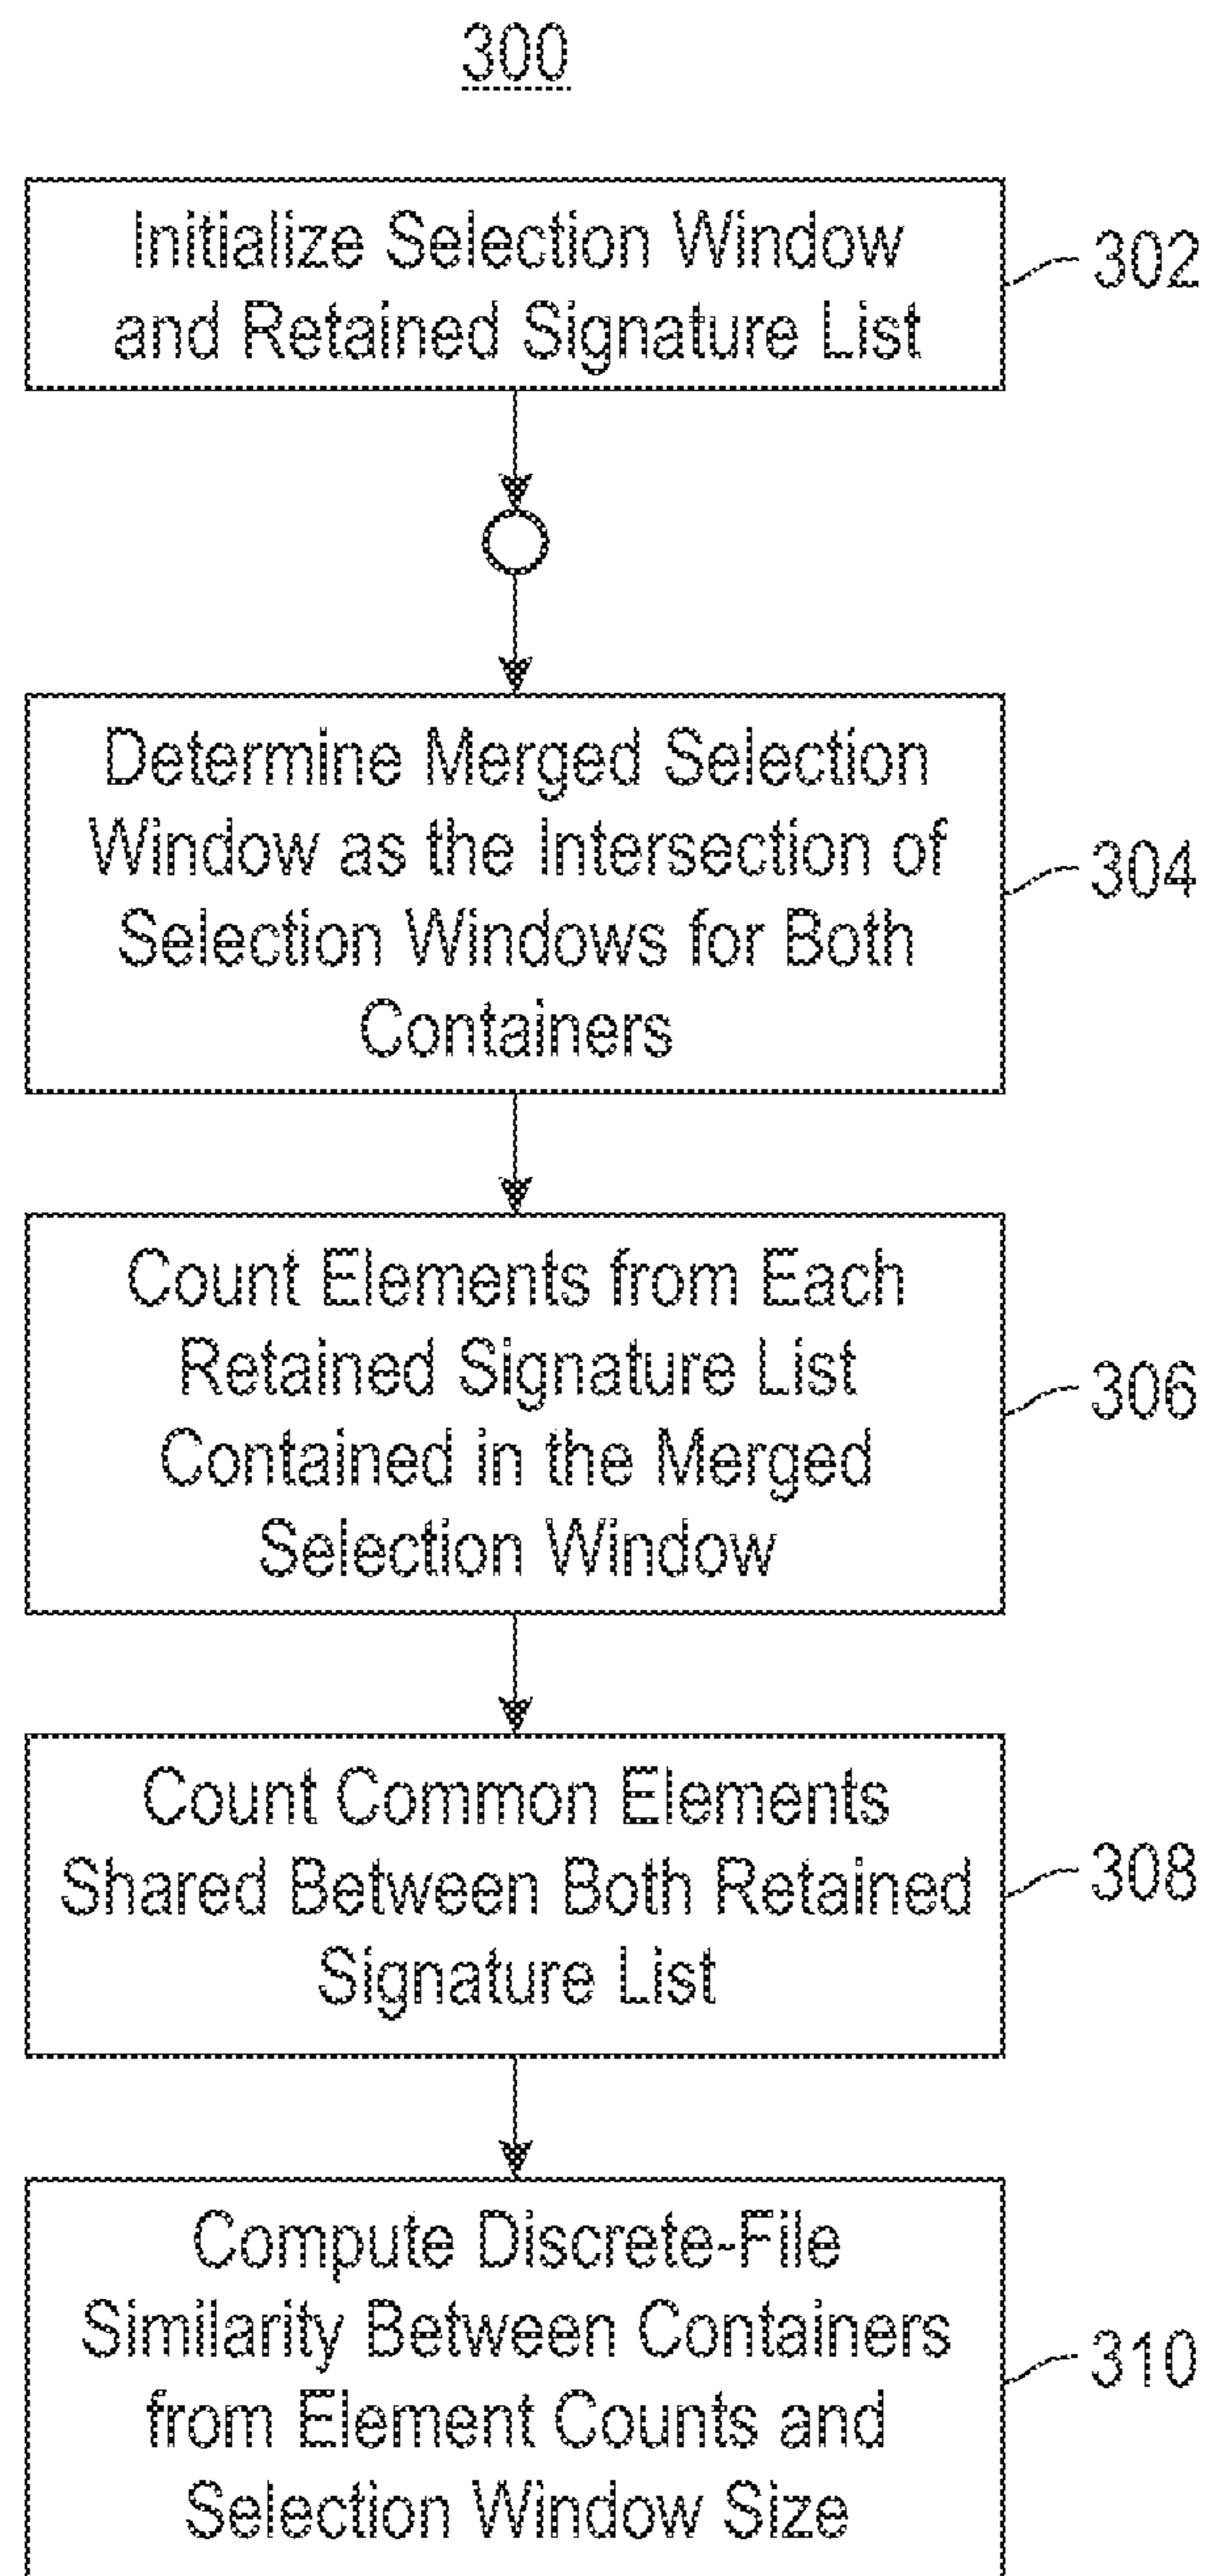 300
Initialize Selection Window
and Retained Signature List
302
Determine Merged Selection
Window as the Intersection of
Selection Windows for Both
Containers
304
Count Elements from Each
Retained Signature List
Contained in the Merged
Selection Window
306
Count Common Elements
Shared Between Both Retained
Signature List
308
Compute Discrete-File
Similarity Between Containers
from Element Counts and
Selection Window Size
310